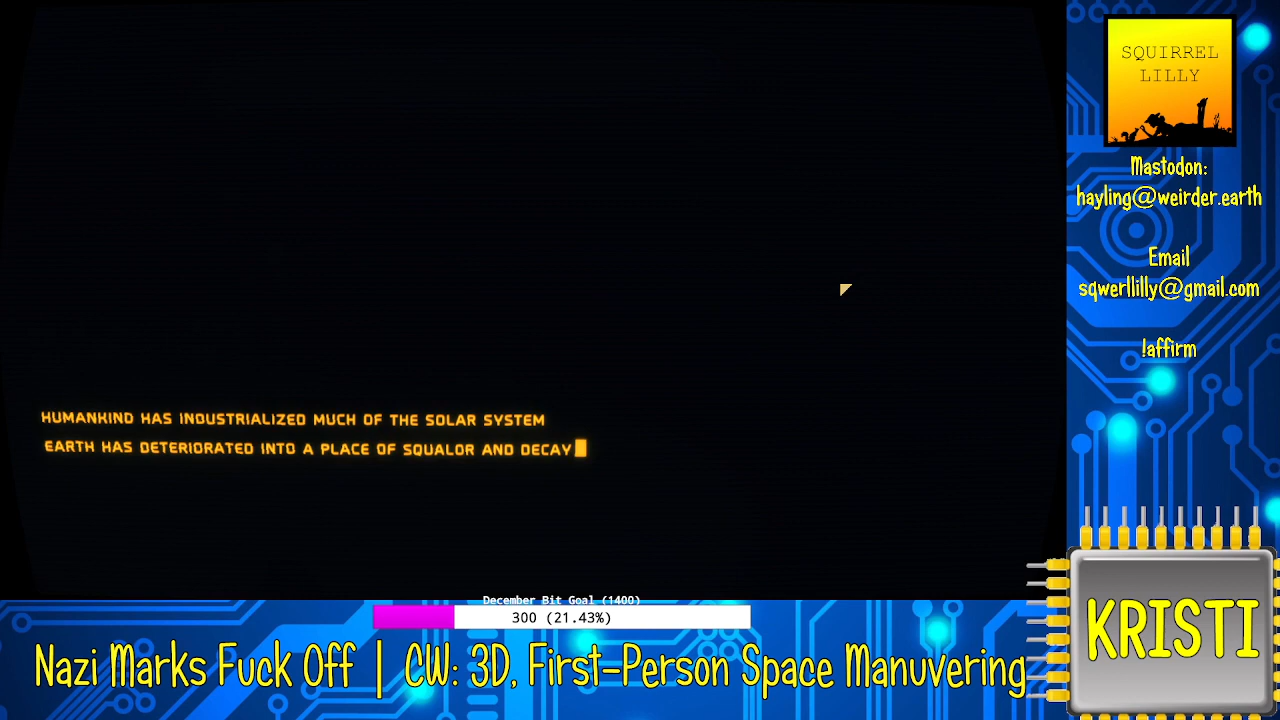 HUMANKIND HAS INDUSTRIALIZED MUCH OF THE SOLAR SYSTEM
EARTH HAS DETERIORATED INTO A PLACE OF SQUALOR AND DECAY
SQUIRREL
LILLY
Mastodon:
hayling@weirder.earth
Email
sqwerllilly@gmail.com
!affirm
KRISTI
December Bit Goal (1400)
300 (21.43%)
Nazi Marks Fuck Off | CW: 3D, First-Person Space Manuvering